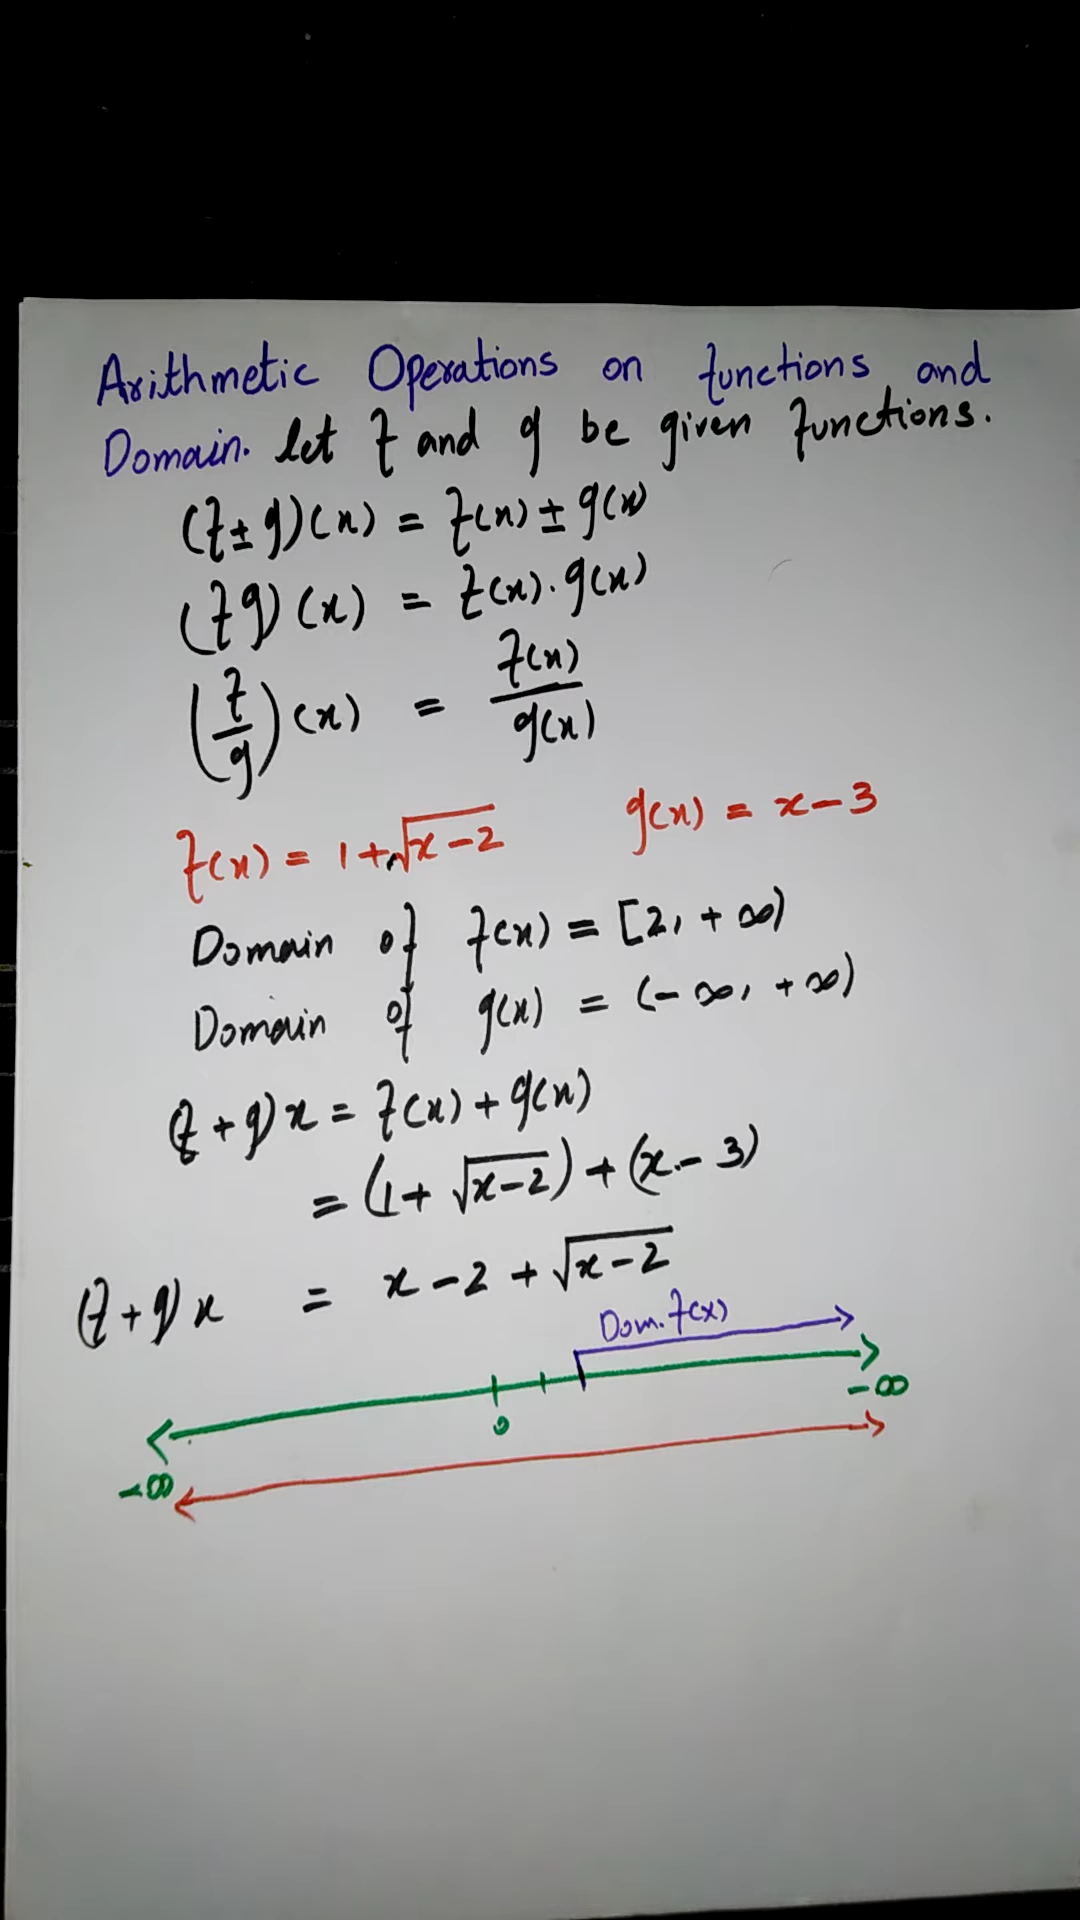 Arithmetic Operations on functions and
Domain. let f and g be given functions.
(f±g)(x) = f(x) ± g(x)
(fg)(x) = f(x).g(x)
(f/g)(x) = f(x)/g(x)
f(x) = 1+√(x-2) g(x) = x-3
Domain of f(x) = [2, +∞)
Domain of g(x) = (-∞, +∞)
(f+g)x = f(x)+g(x)
= (1+√(x-2))+(x-3)
(f+g)x = x-2+√(x-2)
Dom. f(x)
-∞ 0 -∞